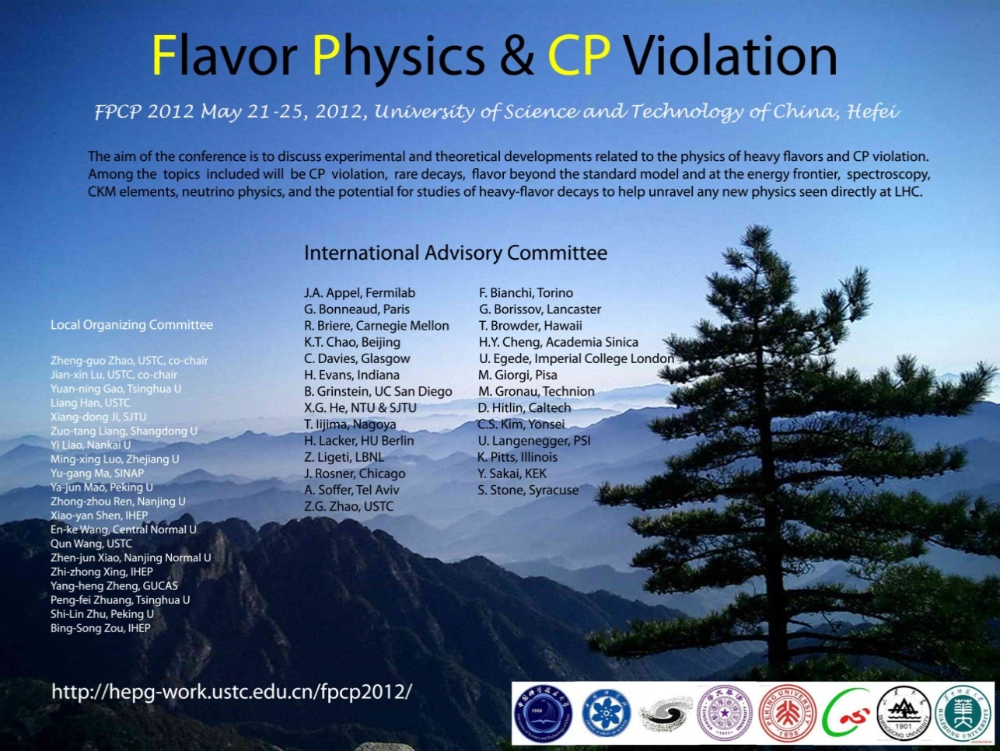 Flavor Physics & CP Violation
FPCP 2012 May 21-25, 2012, University of Science and Technology of China, Hefei
The aim of the conference is to discuss experimental and theoretical developments related to the physics of heavy flavors and CP violation.
Among the topics included will be CP violation, rare decays, flavor beyond the standard model and at the energy frontier, spectroscopy,
CKM elements, neutrino physics, and the potential for studies of heavy-flavor decays to help unravel any new physics seen directly at LHC.
Local Organizing Committee
Zheng-guo Zhao, USTC, co-chair
Jian-xin Lu, USTC, co-chair
Yuan-ning Gao, Tsinghua U
Liang Han, USTC
Xiang-dong Ji, SJTU
Zuo-tang Liang, Shangdong U
Yi Liao, Nankai U
Ming-xing Luo, Zhejiang U
Yu-gang Ma, SINAP
Ya-jun Mao, Peking U
Zhong-zhou Ren, Nanjing U
Xiao-yan Shen, IHEP
En-ke Wang, Central Normal U
Qun Wang, USTC
Zhen-jun Xiao, Nanjing Normal U
Zhi-zhong Xing, IHEP
Yang-heng Zheng, GUCAS
Peng-fei Zhuang, Tsinghua U
Shi-Lin Zhu, Peking U
Bing-Song Zou, IHEP
International Advisory Committee
J.A. Appel, Fermilab
G. Bonneaud, Paris
R. Briere, Carnegie Mellon
K.T. Chao, Beijing
C. Davies, Glasgow
H. Evans, Indiana
B. Grinstein, UC San Diego
X.G. He, NTU & SJTU
T. Iijima, Nagoya
H. Lacker, HU Berlin
Z. Ligeti, LBNL
J. Rosner, Chicago
A. Soffer, Tel Aviv
Z.G. Zhao, USTC
F. Bianchi, Torino
G. Borissov, Lancaster
T. Browder, Hawaii
H.Y. Cheng, Academia Sinica
U. Egede, Imperial College London
M. Giorgi, Pisa
M. Gronau, Technion
D. Hitlin, Caltech
C.S. Kim, Yonsei
U. Langenegger, PSI
K. Pitts, Illinois
Y. Sakai, KEK
S. Stone, Syracuse
http://hepg-work.ustc.edu.cn/fpcp2012/
1958
1911
PEKING UNIVERSITY
1898
SHANGDONG UNIVERSITY
1901